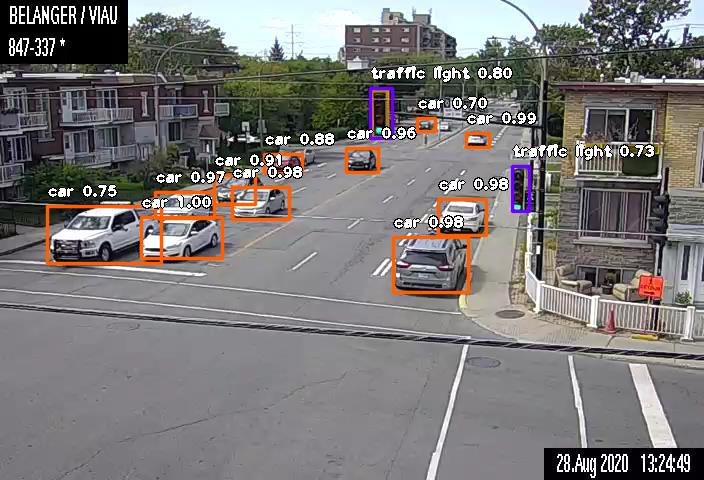 BELANGER / VIAU
847-337 *
traffic light 0.80
car 0.70
car 0.99
car 0.96
car 0.88
traffic light 0.73
car 0.91
car 0.98
car 0.97
car 0.75
car 0.98
car 1.00
car 0.98
28.Aug 2020 13:24:49